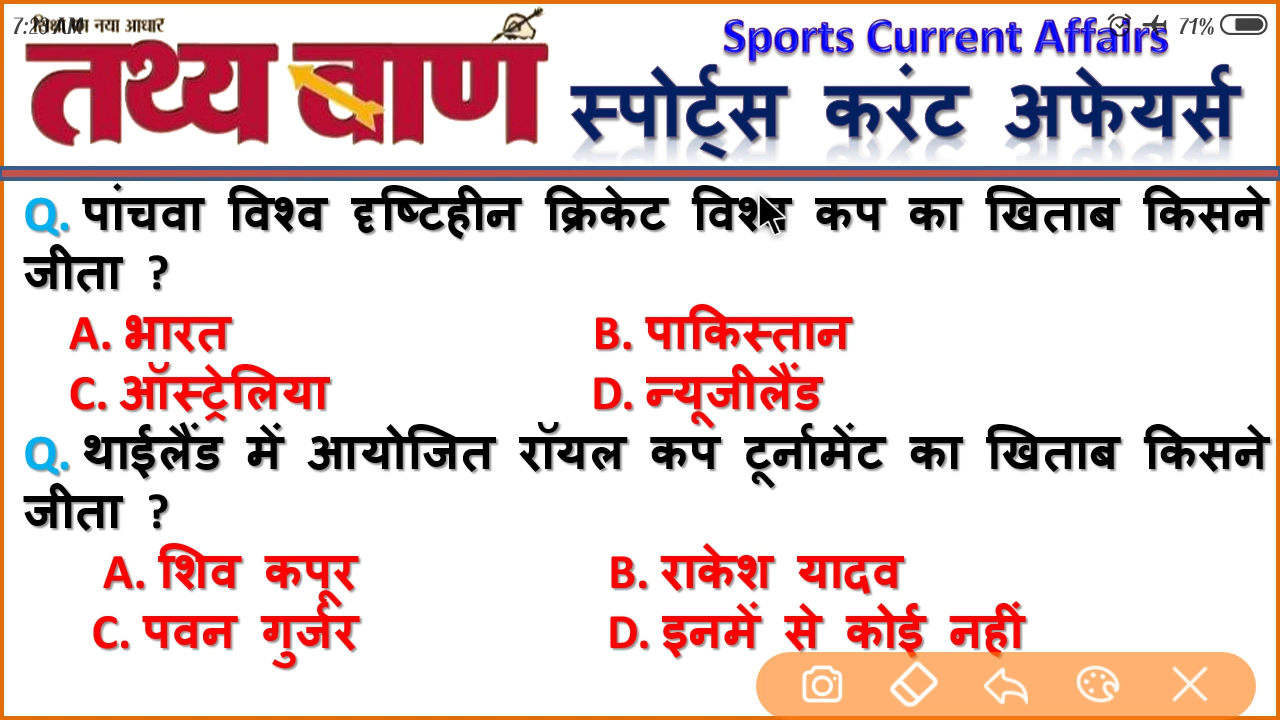 नया आधार
71%
तथ्य वाण
Sports Current Affairs
स्पोर्ट्स करंट अफेयर्स
Q. पांचवा विश्व दृष्टिहीन क्रिकेट विश्व कप का खिताब किसने
जीता ?
A. भारत B. पाकिस्तान
C. ऑस्ट्रेलिया D. न्यूजीलैंड
Q. थाईलैंड में आयोजित रॉयल कप टूर्नामेंट का खिताब किसने
जीता ?
A. शिव कपूर B. राकेश यादव
C. पवन गुर्जर D. इनमें से कोई नहीं